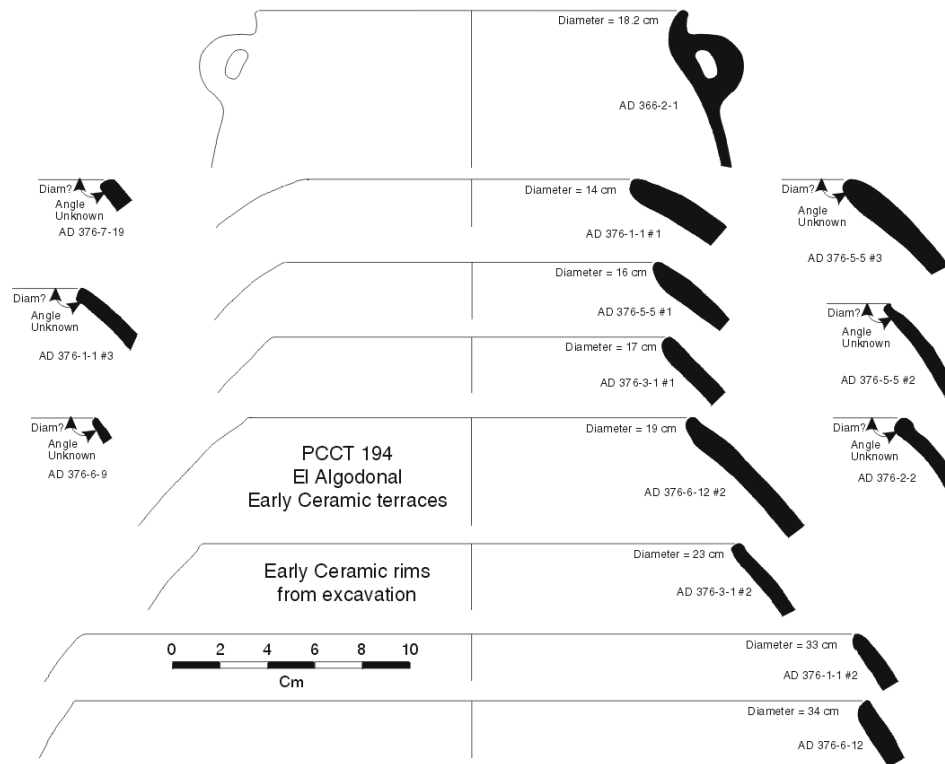 Diameter = 18.2 cm
AD 366-2-1
Diam?
Angle
Unknown
AD 376-7-19
Diameter = 14 cm
AD 376-1-1 #1
Diam?
Angle
Unknown
AD 376-5-5 #3
Diam?
Angle
Unknown
AD 376-1-1 #3
Diameter = 16 cm
AD 376-5-5 #1
Diam?
Angle
Unknown
AD 376-5-5 #2
Diameter = 17 cm
AD 376-3-1 #1
Diam?
Angle
Unknown
AD 376-6-9
PCCT 194
El Algodonal
Early Ceramic terraces
Diameter = 19 cm
AD 376-6-12 #2
Diam?
Angle
Unknown
AD 376-2-2
Early Ceramic rims
from excavation
Diameter = 23 cm
AD 376-3-1 #2
0 2 4 6 8 10
Cm
Diameter = 33 cm
AD 376-1-1 #2
Diameter = 34 cm
AD 376-6-12